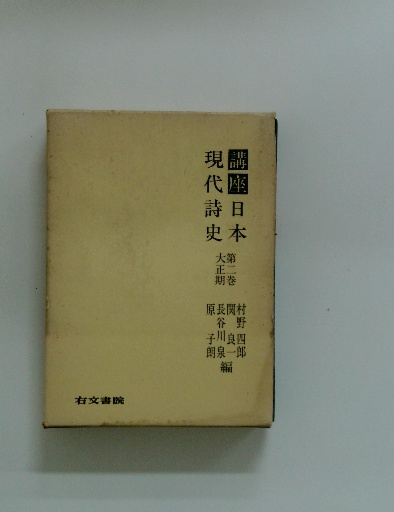 講座日本
現代詩史
第二巻
大正期
村野四郎
関良一
長谷川泉
原子朗
編
右文書院